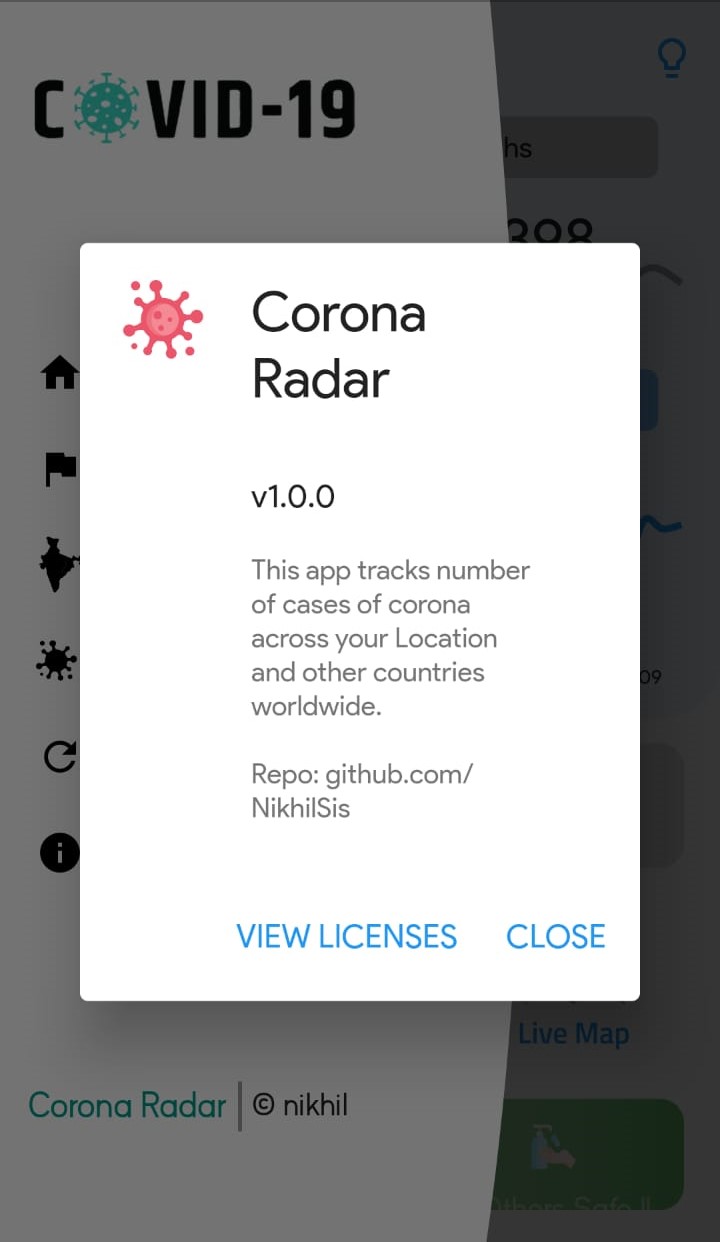 COVID-19
hs
398
Corona
Radar
v1.0.0
This app tracks number
of cases of corona
across your Location
and other countries
worldwide.
09
Repo: github.com/
NikhilSis
VIEW LICENSES CLOSE
Live Map
Corona Radar © nikhil
Others Safe !!